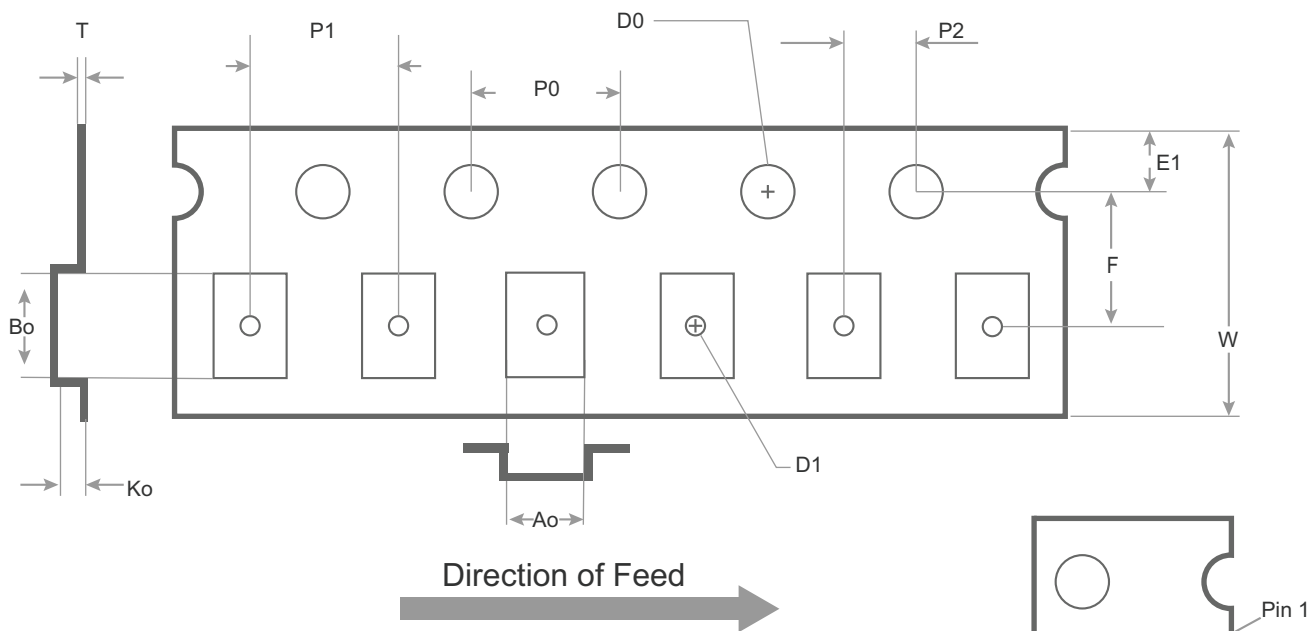 T
P1
D0
P2
P0
E1
F
Bo
W
D1
Ko
Ao
Direction of Feed
Pin 1